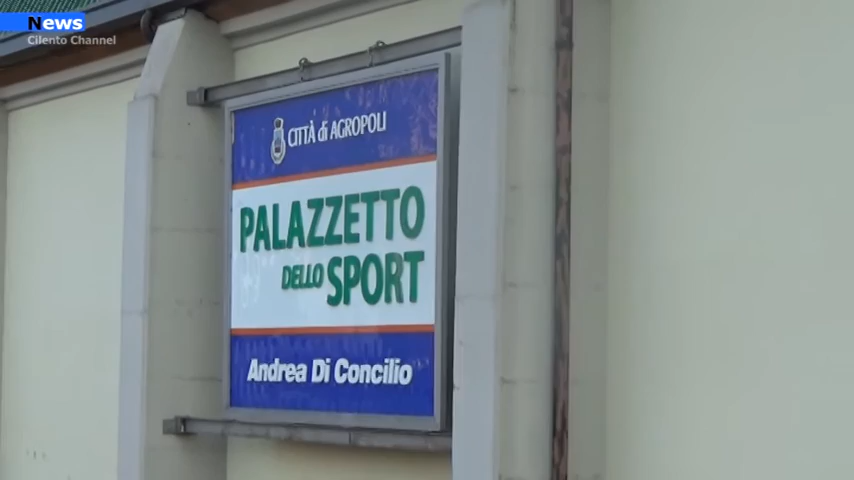 News
Cilento Channel
CITTÀ di AGROPOLI
PALAZZETTO
DELLO SPORT
Andrea Di Concilio